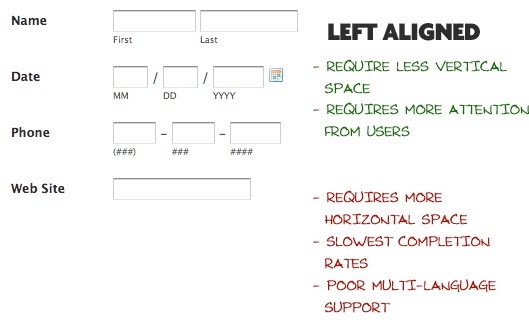 Name
First Last
Date
/ /
MM DD YYYY
Phone
– –
(###) ### ####
Web Site
LEFT ALIGNED
- REQUIRE LESS VERTICAL
SPACE
- REQUIRES MORE ATTENTION
FROM USERS
- REQUIRES MORE
HORIZONTAL SPACE
- SLOWEST COMPLETION
RATES
- POOR MULTI-LANGUAGE
SUPPORT